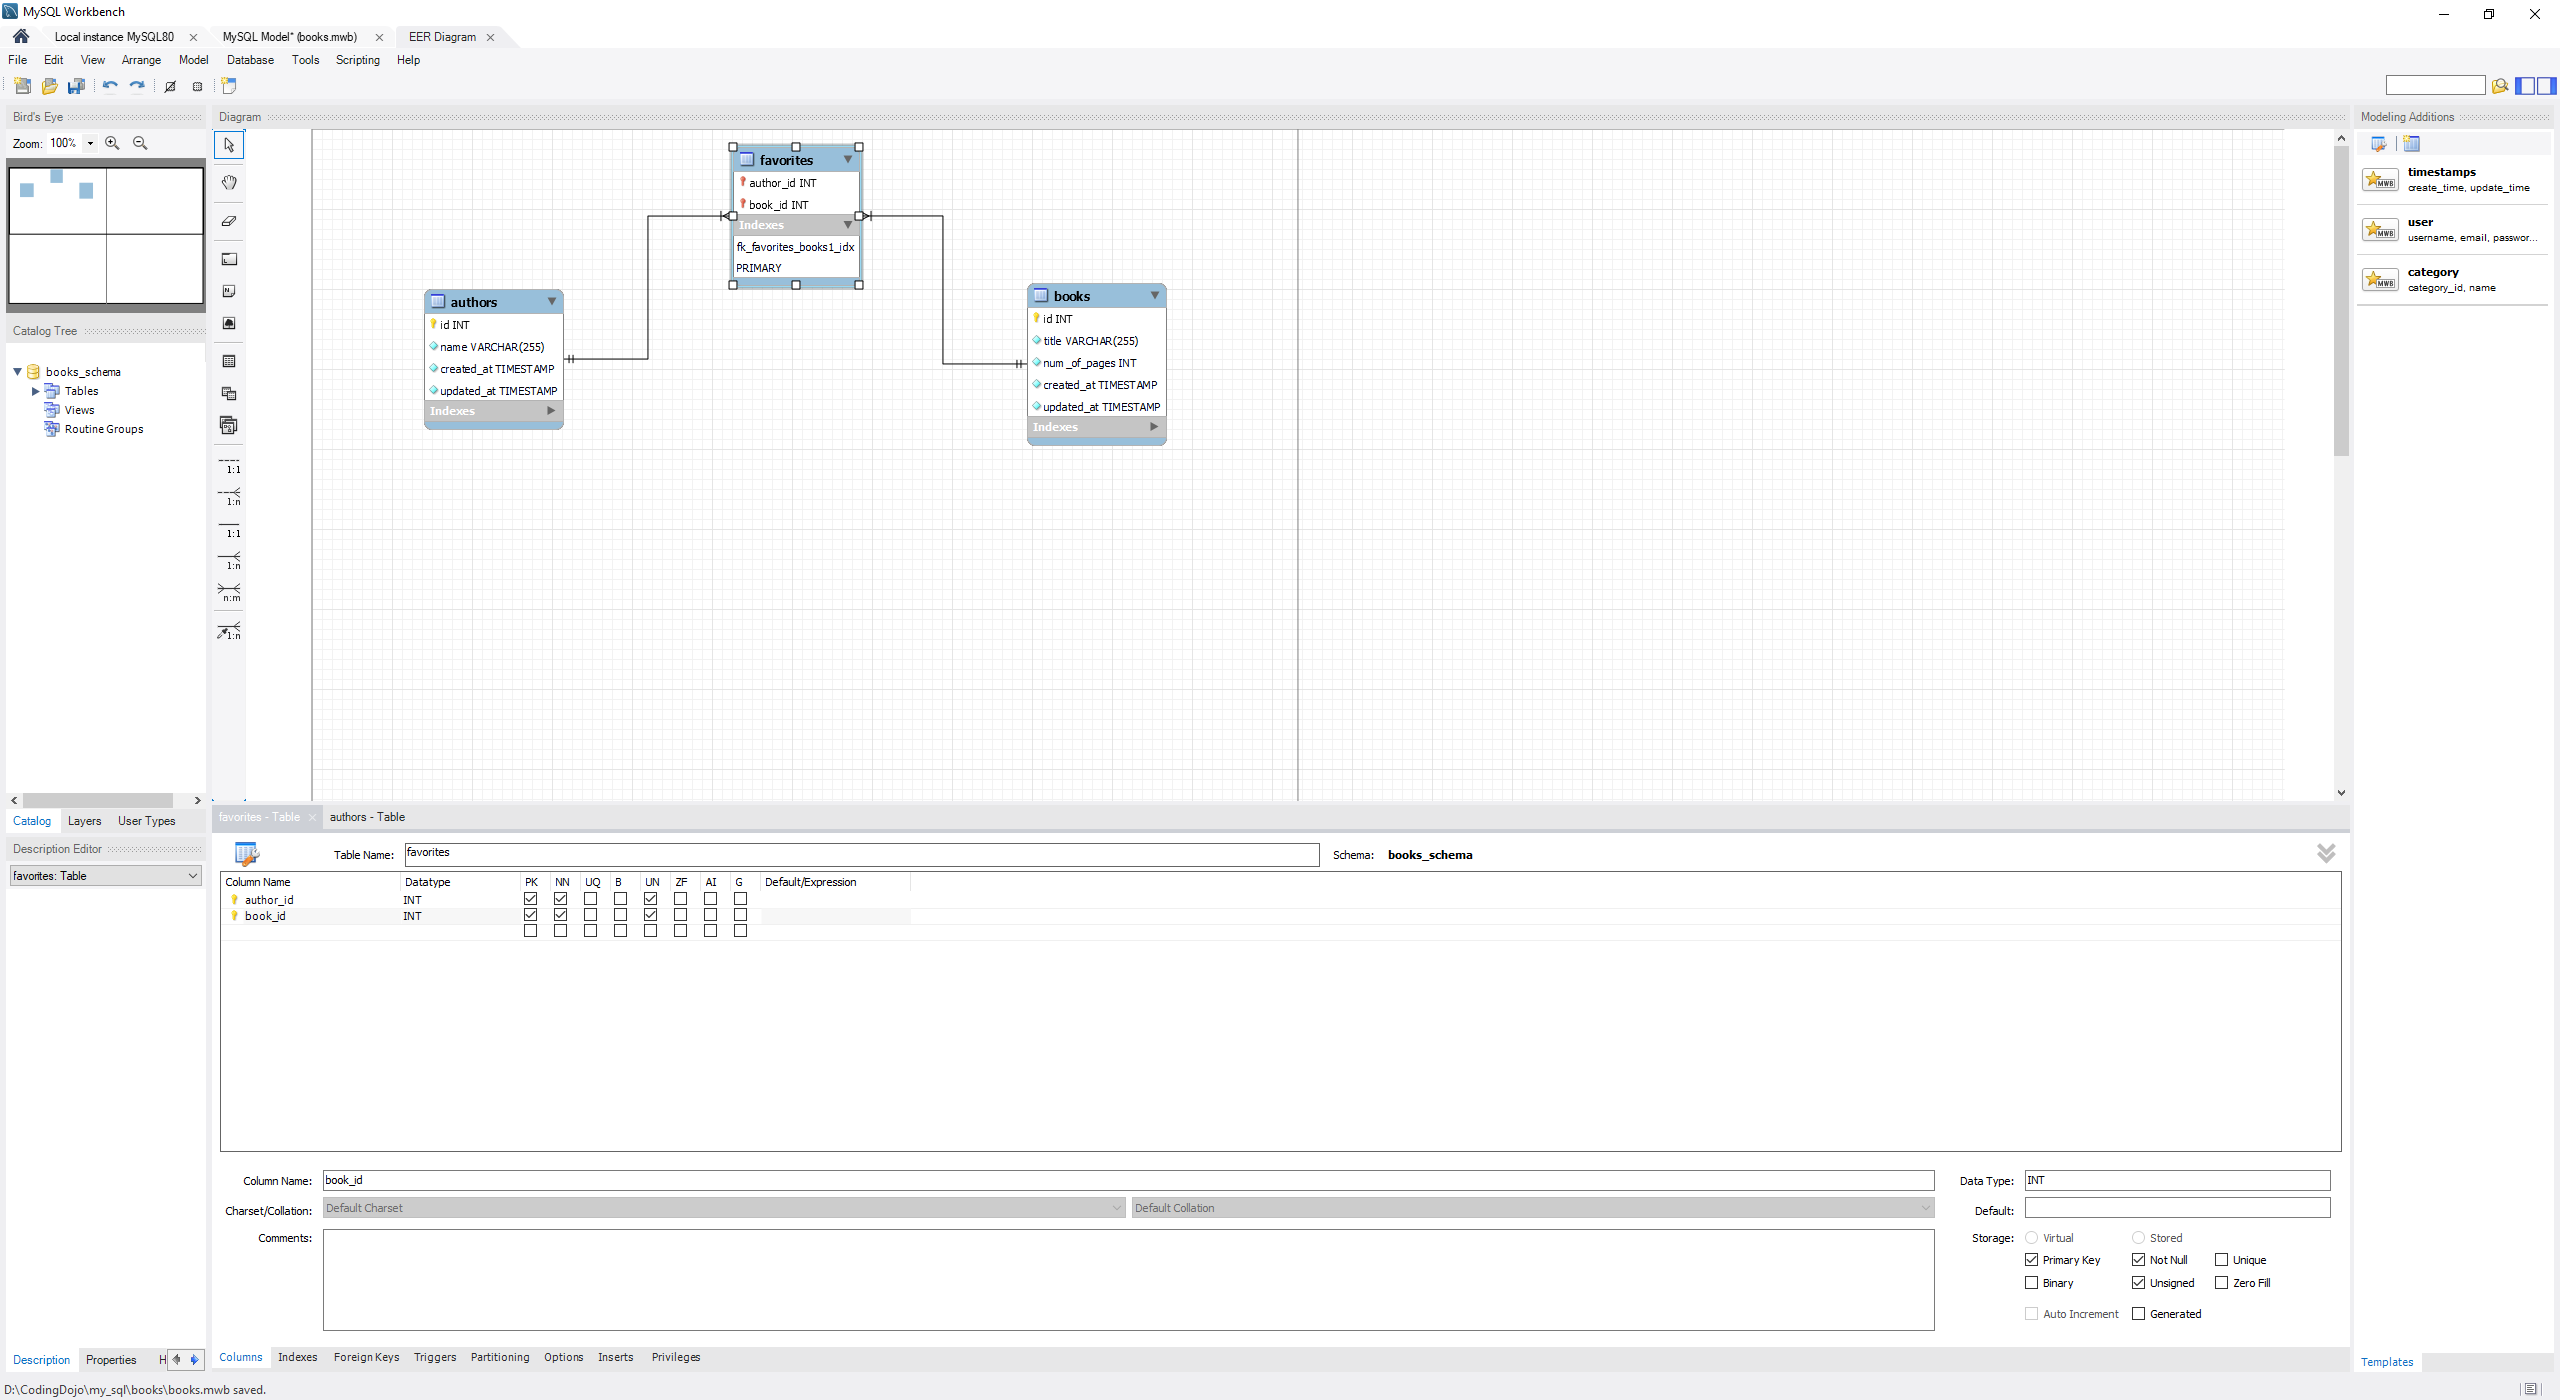 MySQL Workbench
Local instance MySQL80
MySQL Model* (books.mwb)
EER Diagram
File Edit View Arrange Model Database Tools Scripting Help
Bird's Eye
Zoom: 100%
Catalog Tree
books_schema
Tables
Views
Routine Groups
Catalog Layers User Types
Description Editor
favorites: Table
Description Properties H
Diagram
1:1
1:n
1:1
1:n
n:m
1:n
favorites
author_id INT
book_id INT
Indexes
fk_favorites_books1_idx
PRIMARY
authors
id INT
name VARCHAR(255)
created_at TIMESTAMP
updated_at TIMESTAMP
Indexes
books
id INT
title VARCHAR(255)
num_of_pages INT
created_at TIMESTAMP
updated_at TIMESTAMP
Indexes
Modeling Additions
MWB
timestamps
create_time, update_time
MWB
user
username, email, passwor...
MWB
category
category_id, name
Templates
favorites - Table
authors - Table
Table Name: favorites
Schema: books_schema
Column Name Datatype PK NN UQ B UN ZF AI G Default/Expression
author_id INT
book_id INT
Column Name: book_id
Data Type: INT
Charset/Collation: Default Charset Default Collation
Default:
Comments:
Storage: Virtual Stored
Primary Key Not Null Unique
Binary Unsigned Zero Fill
Auto Increment Generated
Columns Indexes Foreign Keys Triggers Partitioning Options Inserts Privileges
D:\CodingDojo\my_sql\books\books.mwb saved.